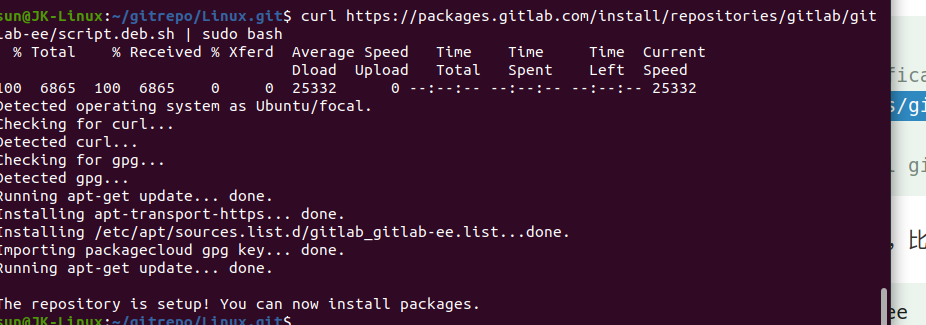 sun@JK-Linux:~/gitrepo/Linux.git$ curl https://packages.gitlab.com/install/repositories/gitlab/git
lab-ee/script.deb.sh | sudo bash
% Total % Received % Xferd Average Speed Time Time Time Current
Dload Upload Total Spent Left Speed
100 6865 100 6865 0 0 25332 0 --:--:-- --:--:-- --:--:-- 25332
Detected operating system as Ubuntu/focal.
Checking for curl...
Detected curl...
Checking for gpg...
Detected gpg...
Running apt-get update... done.
Installing apt-transport-https... done.
Installing /etc/apt/sources.list.d/gitlab_gitlab-ee.list...done.
Importing packagecloud gpg key... done.
Running apt-get update... done.
The repository is setup! You can now install packages.
sun@JK-Linux:~/gitrepo/Linux.git$
fica
s/gi
gi
，比
ee